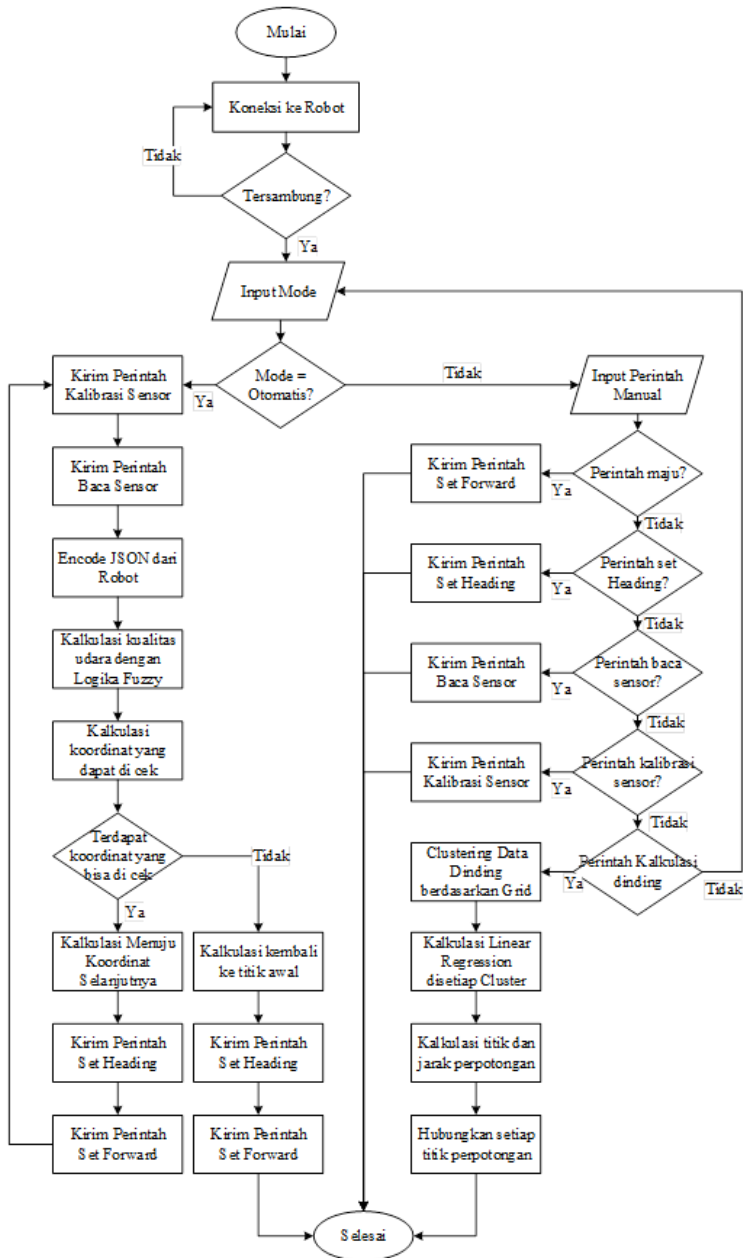 Mulai
Koneksi ke Robot
Tidak
Tersambung?
Ya
Input Mode
Mode =
Otomatis?
Ya
Tidak
Kirim Perintah
Kalibrasi Sensor
Kirim Perintah
Baca Sensor
Encode JSON dari
Robot
Kalkulasi kualitas
udara dengan
Logika Fuzzy
Kalkulasi
koordinat yang
dapat di cek
Terdapat
koordinat yang
bisa di cek
Tidak
Ya
Kalkulasi Menuju
Koordinat
Selanjutnya
Kirim Perintah
Set Heading
Kirim Perintah
Set Forward
Kalkulasi kembali
ke titik awal
Kirim Perintah
Set Heading
Kirim Perintah
Set Forward
Input Perintah
Manual
Perintah maju?
Ya
Kirim Perintah
Set Forward
Tidak
Perintah set
Heading?
Ya
Kirim Perintah
Set Heading
Tidak
Perintah baca
sensor?
Ya
Kirim Perintah
Baca Sensor
Tidak
Perintah kalibrasi
sensor?
Ya
Kirim Perintah
Kalibrasi Sensor
Tidak
Perintah Kalkulasi
dinding
Ya
Tidak
Clustering Data
Dinding
berdasarkan Grid
Kalkulasi Linear
Regression
disetiap Cluster
Kalkulasi titik dan
jarak perpotongan
Hubungkan setiap
titik perpotongan
Selesai